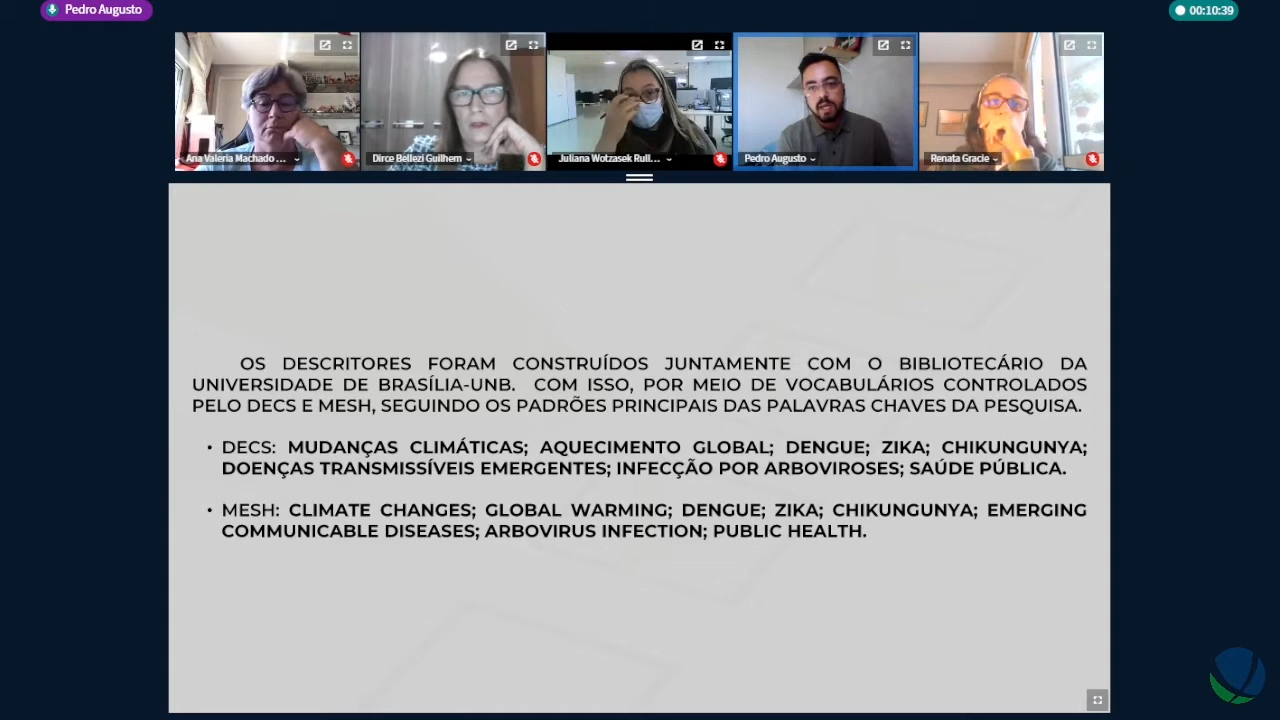 Pedro Augusto
00:10:39
Ana Valeria Machado ...
Dirce Bellezi Guilhem
Juliana Wotzasek Rull...
Pedro Augusto
Renata Gracie
OS DESCRITORES FORAM CONSTRUÍDOS JUNTAMENTE COM O BIBLIOTECÁRIO DA
UNIVERSIDADE DE BRASÍLIA-UNB. COM ISSO, POR MEIO DE VOCABULÁRIOS CONTROLADOS
PELO DECS E MESH, SEGUINDO OS PADRÕES PRINCIPAIS DAS PALAVRAS CHAVES DA PESQUISA.
• DECS: MUDANÇAS CLIMÁTICAS; AQUECIMENTO GLOBAL; DENGUE; ZIKA; CHIKUNGUNYA;
DOENÇAS TRANSMISSÍVEIS EMERGENTES; INFECÇÃO POR ARBOVIROSES; SAÚDE PÚBLICA.
• MESH: CLIMATE CHANGES; GLOBAL WARMING; DENGUE; ZIKA; CHIKUNGUNYA; EMERGING
COMMUNICABLE DISEASES; ARBOVIRUS INFECTION; PUBLIC HEALTH.